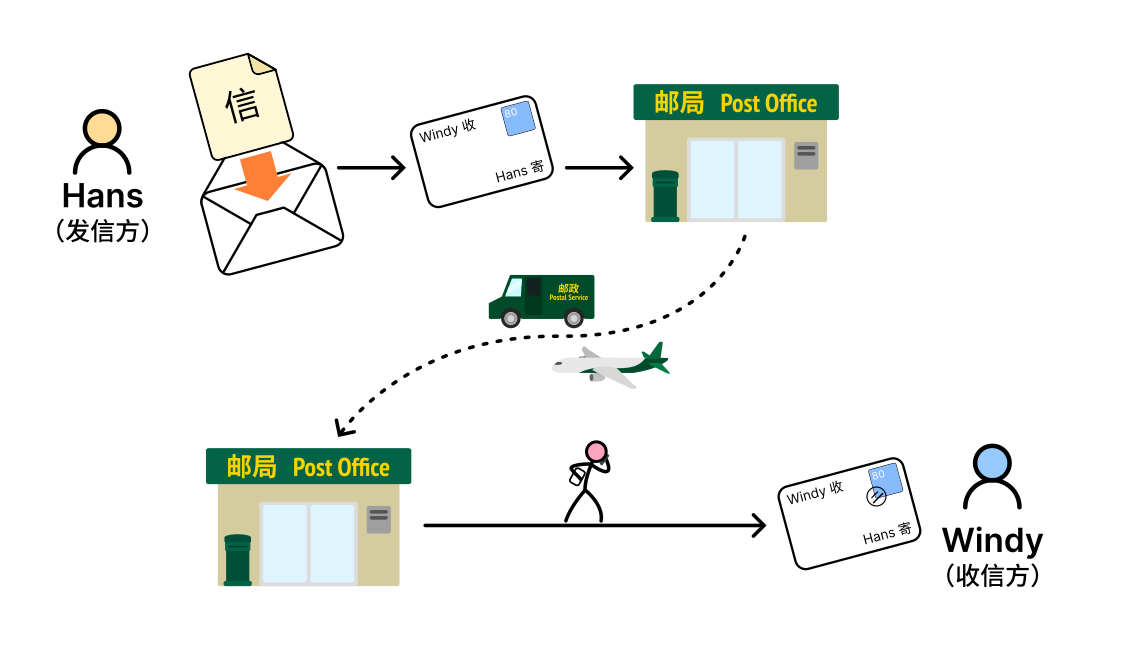 信
Hans
（发信方）
Windy 收
80
Hans 寄
邮局 Post Office
邮政
Postal Service
邮局 Post Office
Windy 收
80
Hans 寄
Windy
（收信方）